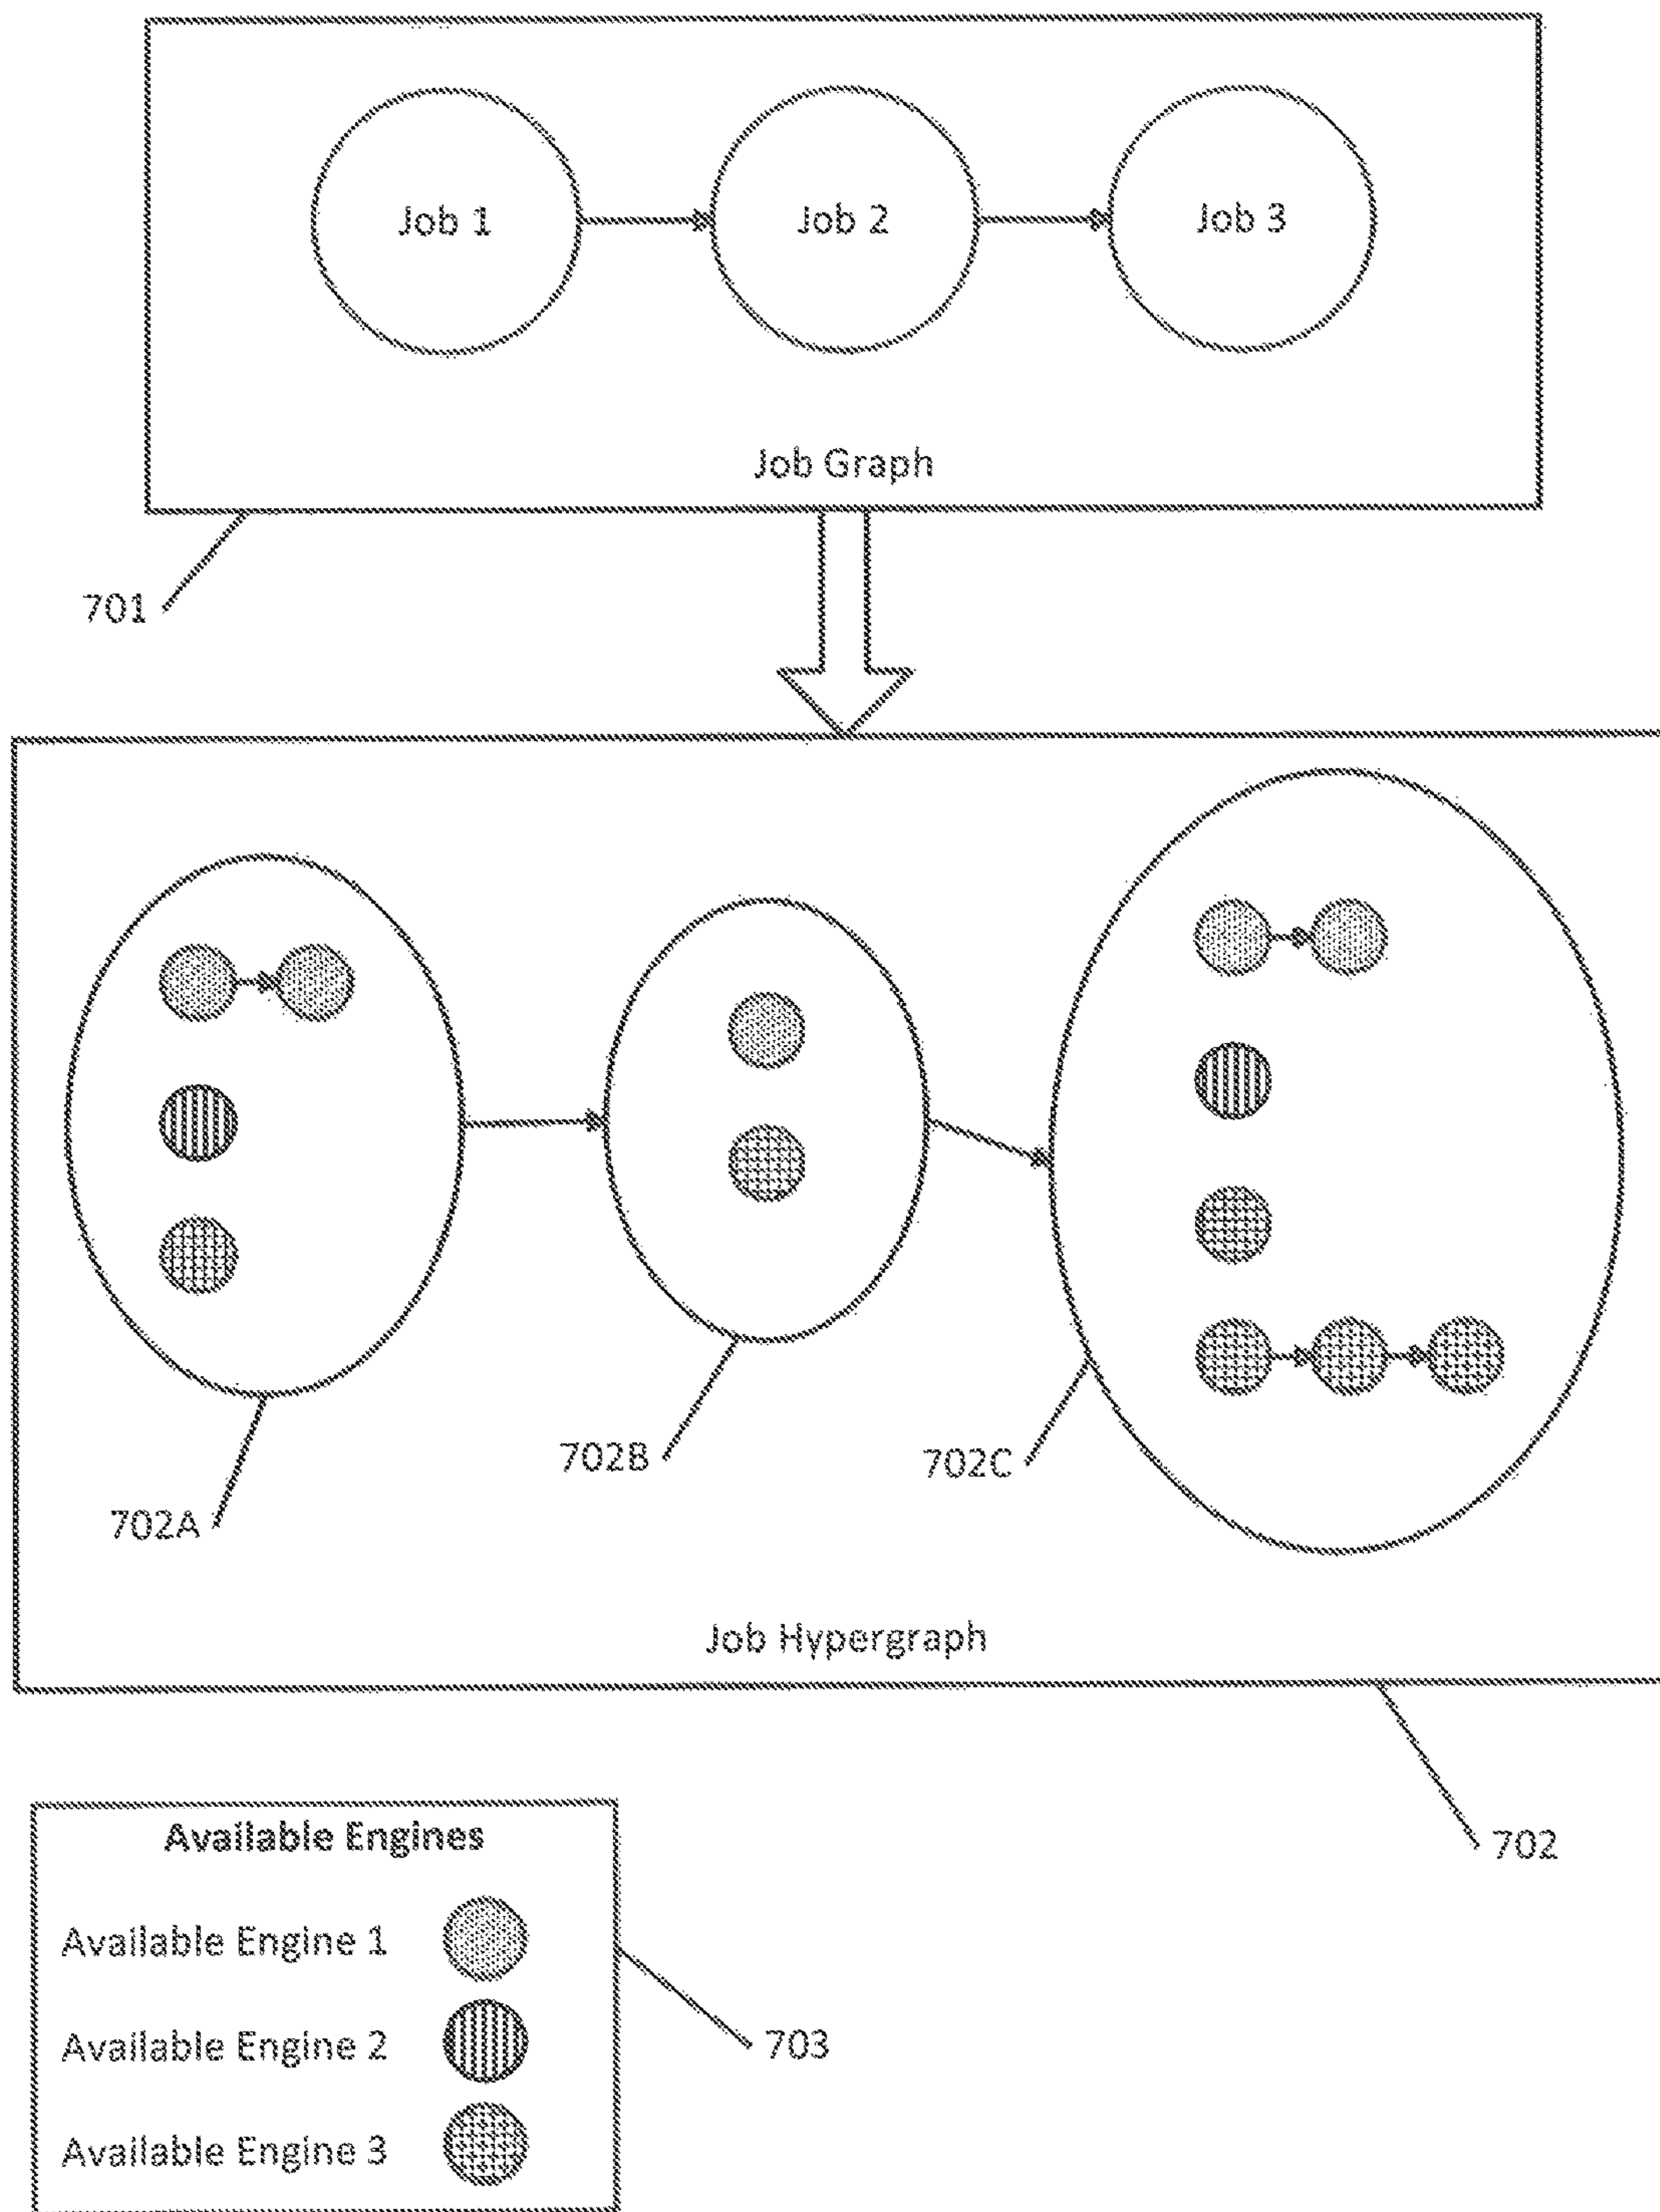 Job 1
Job 2
Job 3
Job Graph
701
702B
702C
702A
Job Hypergraph
702
Available Engines
Available Engine 1
703
Available Engine 2
Available Engine 3